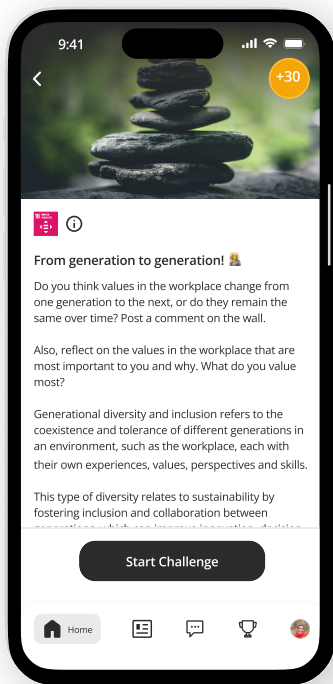 9:41
+30
10
From generation to generation!
Do you think values in the workplace change from
one generation to the next, or do they remain the
same over time? Post a comment on the wall.
Also, reflect on the values in the workplace that are
most important to you and why. What do you value
most?
Generational diversity and inclusion refers to the
coexistence and tolerance of different generations in
an environment, such as the workplace, each with
their own experiences, values, perspectives and skills.
This type of diversity relates to sustainability by
fostering inclusion and collaboration between
Start Challenge
Home